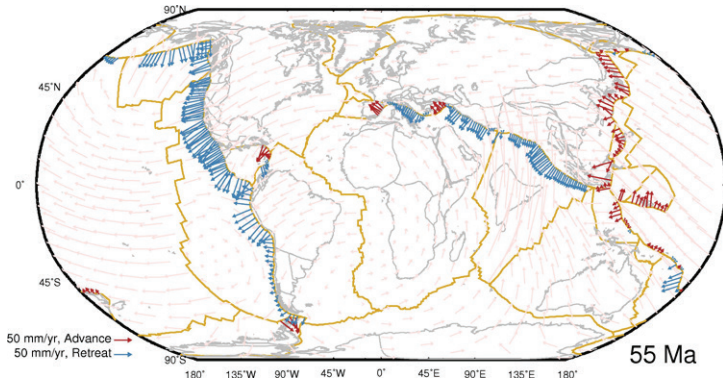 90˚N
45˚N
0˚
45˚S
50 mm/yr, Advance
50 mm/yr, Retreat
90˚S
55 Ma
180˚ 135˚W 90˚W 45˚W 0˚ 45˚E 90˚E 135˚E 180˚